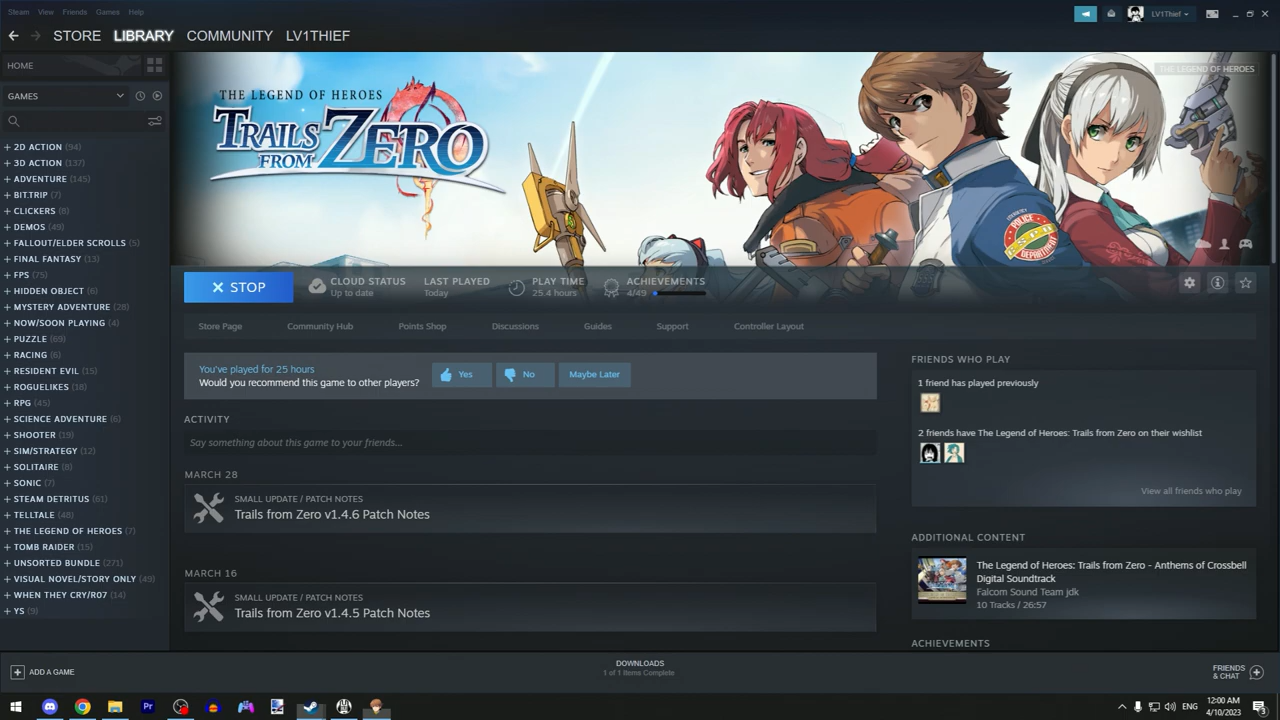 Steam View Friends Games Help
LV1Thief
STORE LIBRARY COMMUNITY LV1THIEF
HOME
GAMES
+ 2D ACTION (94)
+ 3D ACTION (137)
+ ADVENTURE (145)
+ BIT.TRIP (7)
+ CLICKERS (8)
+ DEMOS (49)
+ FALLOUT/ELDER SCROLLS (5)
+ FINAL FANTASY (13)
+ FPS (75)
+ HIDDEN OBJECT (6)
+ MYSTERY ADVENTURE (28)
+ NOW/SOON PLAYING (4)
+ PUZZLE (69)
+ RACING (6)
+ RESIDENT EVIL (15)
+ ROGUELIKES (18)
+ RPG (45)
+ SCIENCE ADVENTURE (6)
+ SHOOTER (19)
+ SIM/STRATEGY (12)
+ SOLITAIRE (8)
+ SONIC (7)
+ STEAM DETRITUS (61)
+ TELLTALE (48)
+ THE LEGEND OF HEROES (7)
+ TOMB RAIDER (15)
+ UNSORTED BUNDLE (271)
+ VISUAL NOVEL/STORY ONLY (49)
+ WHEN THEY CRY/R07 (14)
+ YS (9)
THE LEGEND OF HEROES
THE LEGEND OF HEROES
TRAILS FROM ZERO
POLICE
DEPARTMENT
STOP
CLOUD STATUS
Up to date
LAST PLAYED
Today
PLAY TIME
25.4 hours
ACHIEVEMENTS
4/49
Store Page Community Hub Points Shop Discussions Guides Support Controller Layout
You've played for 25 hours
Would you recommend this game to other players? Yes No Maybe Later
ACTIVITY
Say something about this game to your friends...
MARCH 28
SMALL UPDATE / PATCH NOTES
Trails from Zero v1.4.6 Patch Notes
MARCH 16
SMALL UPDATE / PATCH NOTES
Trails from Zero v1.4.5 Patch Notes
FRIENDS WHO PLAY
1 friend has played previously
2 friends have The Legend of Heroes: Trails from Zero on their wishlist
View all friends who play
ADDITIONAL CONTENT
The Legend of Heroes: Trails from Zero - Anthems of Crossbell
Digital Soundtrack
Falcom Sound Team jdk
10 Tracks / 26:57
ACHIEVEMENTS
ADD A GAME
DOWNLOADS
1 of 1 Items Complete
FRIENDS
& CHAT
Pr
ENG
12:00 AM
4/10/2023
3